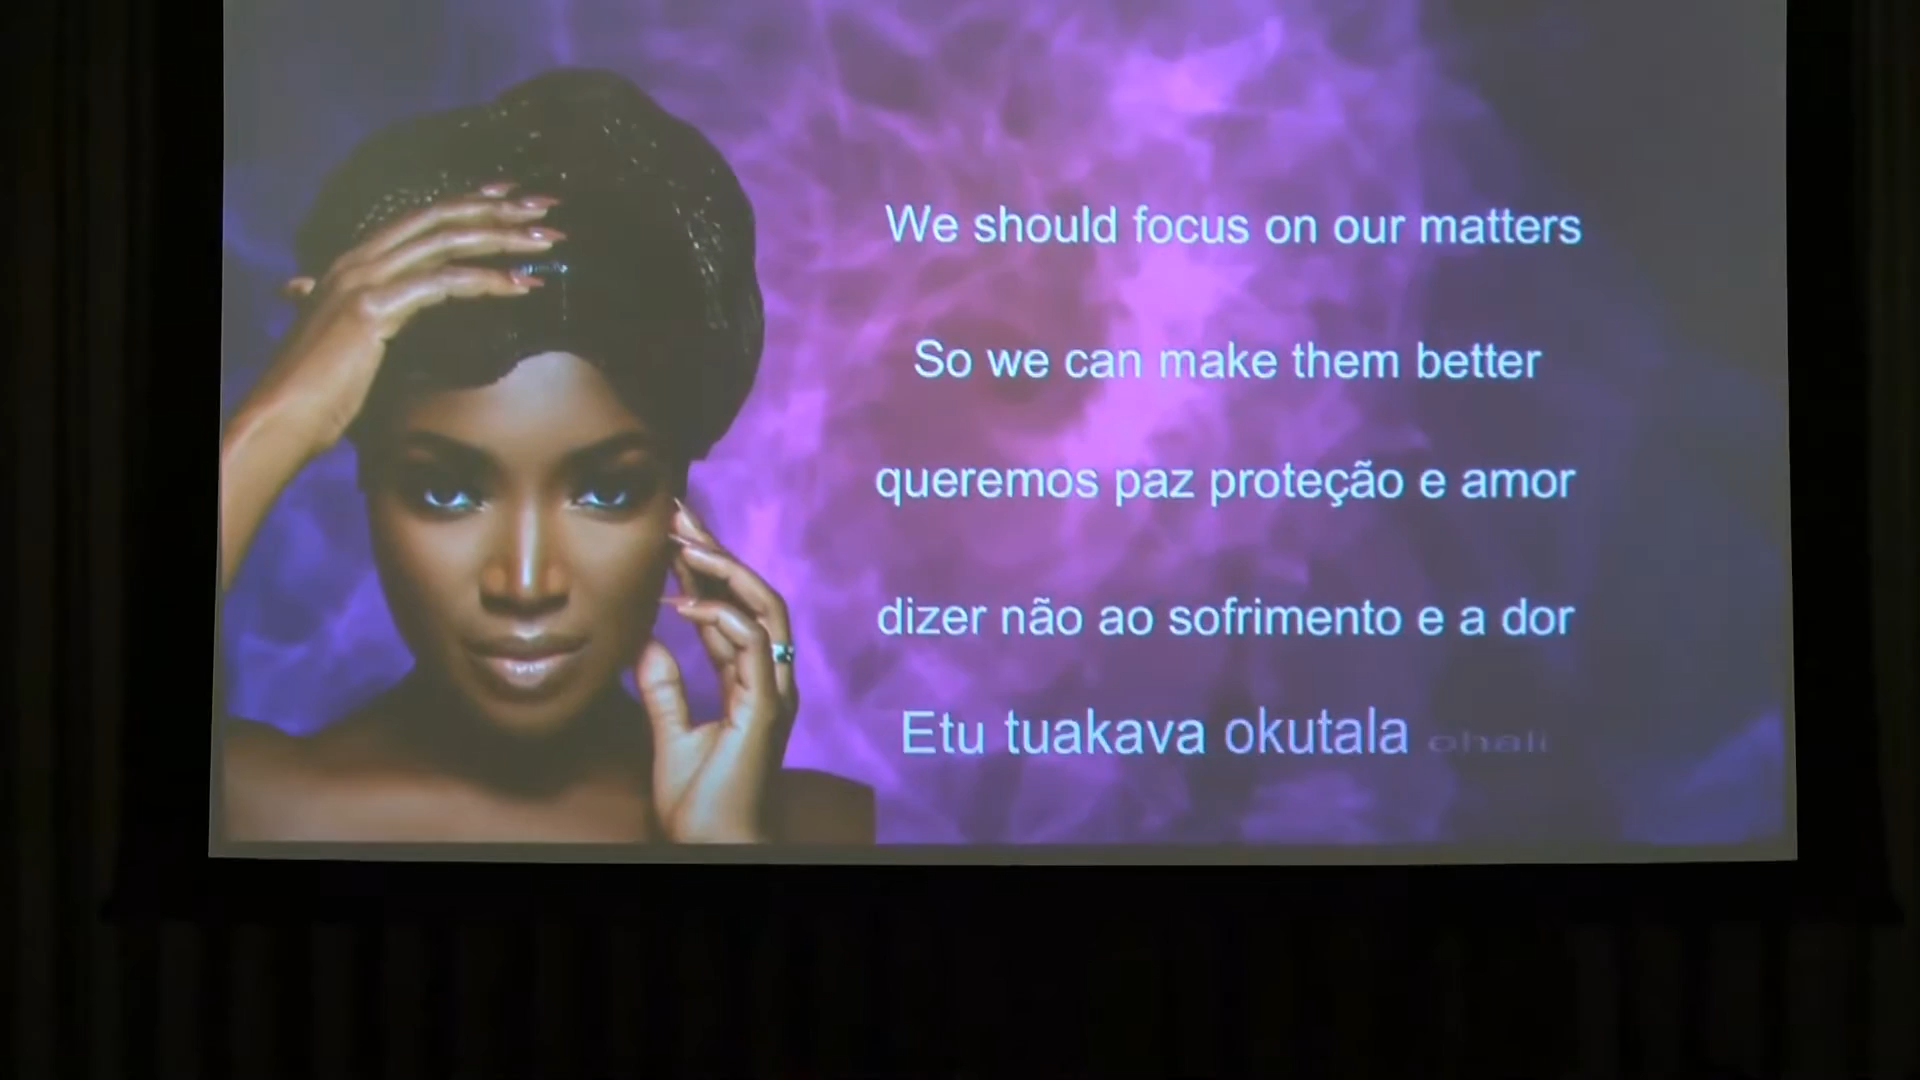 We should focus on our matters
So we can make them better
queremos paz proteção e amor
dizer não ao sofrimento e a dor
Etu tuakava okutala ohali